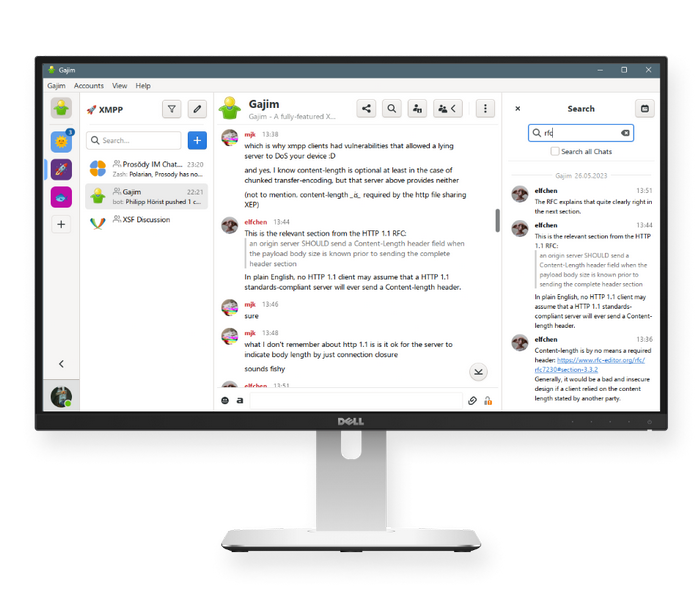 Gajim
Gajim Accounts View Help
XMPP
Search...
Prosody IM Chat... 23:20
Zash: Polarian, Prosody has no...
Gajim 22:21
bot: Philipp Hörist pushed 1 c...
XSF Discussion
Gajim
Gajim – A fully-featured X...
mjk 13:38
which is why xmpp clients had vulnerabilities that allowed a lying
server to DoS your device :D
and yes, I know content-length is optional at least in the case of
chunked transfer-encoding, but that server above provides neither
(not to mention, content-length _is_ required by the http file sharing
XEP)
elfchen 13:44
This is the relevant section from the HTTP 1.1 RFC:
an origin server SHOULD send a Content-Length header field when
the payload body size is known prior to sending the complete
header section
In plain English, no HTTP 1.1 client may assume that a HTTP 1.1
standards-compliant server will ever send a Content-length header.
mjk 13:46
sure
mjk 13:48
what I don't remember about http 1.1 is is it ok for the server to
indicate body length by just connection closure
sounds fishy
elfchen 13:51
Search
rfc
Search all Chats
Gajim 26.05.2023
elfchen 13:51
The RFC explains that quite clearly right in
the next section.
elfchen 13:44
This is the relevant section from the HTTP
1.1 RFC:
an origin server SHOULD send a
Content-Length header field when the
payload body size is known prior to
sending the complete header section
In plain English, no HTTP 1.1 client may
assume that a HTTP 1.1 standards-
compliant server will ever send a Content-
length header.
elfchen 13:36
Content-length is by no means a required
header: https://www.rfc-editor.org/rfc/
rfc7230#section-3.3.2
Generally, it would be a bad and insecure
design if a client relied on the content
length stated by another party.
DELL